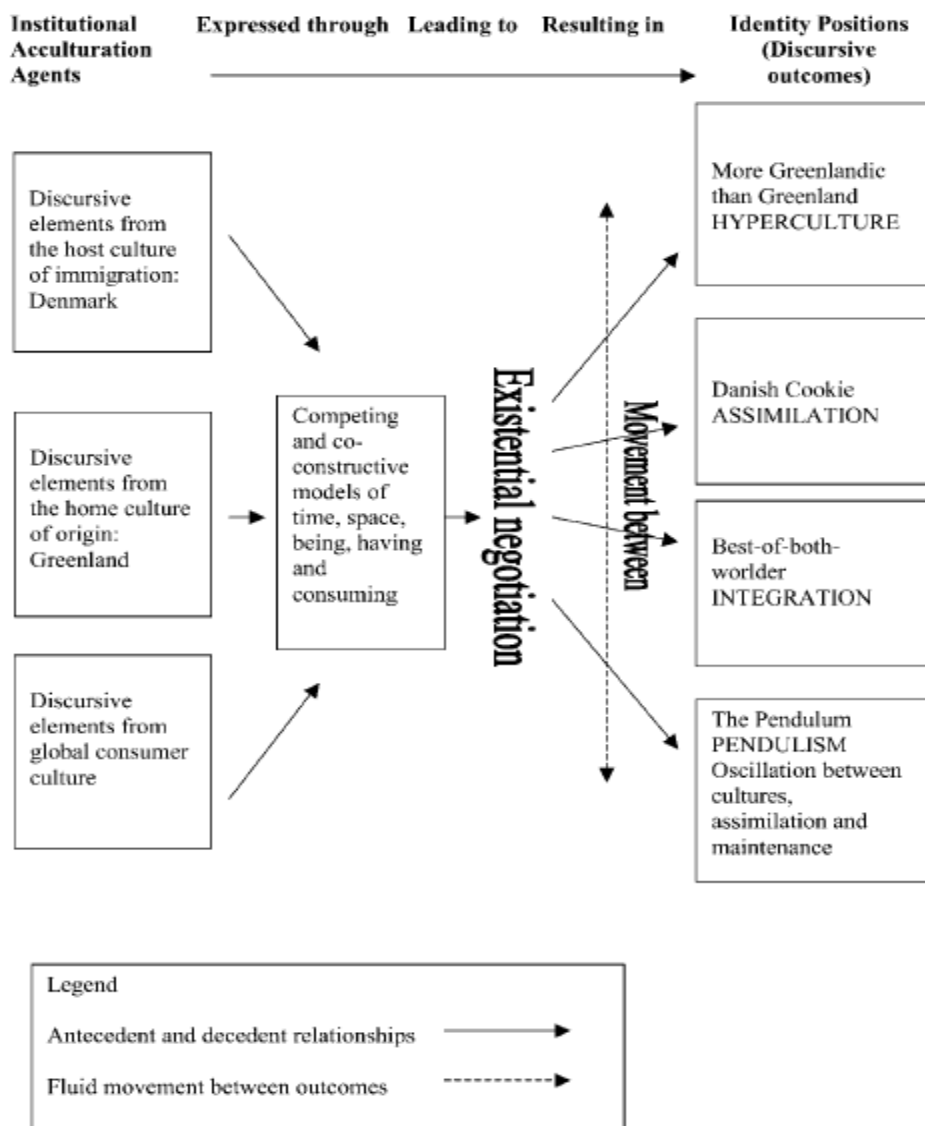 Institutional
Acculturation
Agents
Expressed through
Leading to
Resulting in
Identity Positions
(Discursive
outcomes)
Discursive
elements from
the host culture
of immigration:
Denmark
Discursive
elements from
the home culture
of origin:
Greenland
Discursive
elements from
global consumer
culture
Competing
and co-
constructive
models of
time, space,
being, having
and
consuming
Existential negotiation
Movement between
More Greenlandic
than Greenland
HYPERCULTURE
Danish Cookie
ASSIMILATION
Best-of-both-
worlder
INTEGRATION
The Pendulum
PENDULISM
Oscillation between
cultures,
assimilation and
maintenance
Legend
Antecedent and decedent relationships
Fluid movement between outcomes